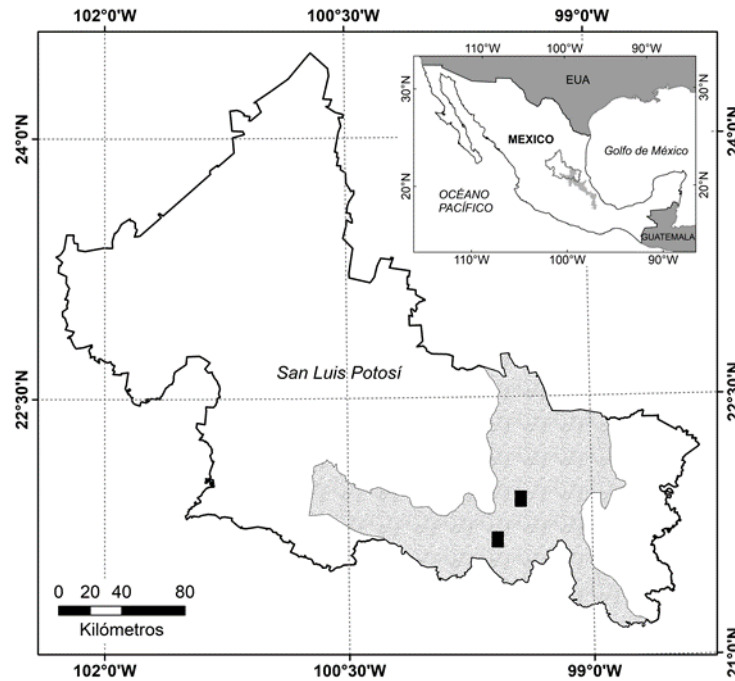 102°0'W 100°30'W 99°0'W
110°W 100°W 90°W
30°N
EUA
30°N
24°0'N
MEXICO
Golfo de México
24°0'N
20°N
20°N
OCÉANO
PACÍFICO
GUATEMALA
110°W 100°W 90°W
San Luis Potosí
22°30'N
22°30'N
0 20 40 80
Kilómetros
21°0'N
102°0'W 100°30'W 99°0'W